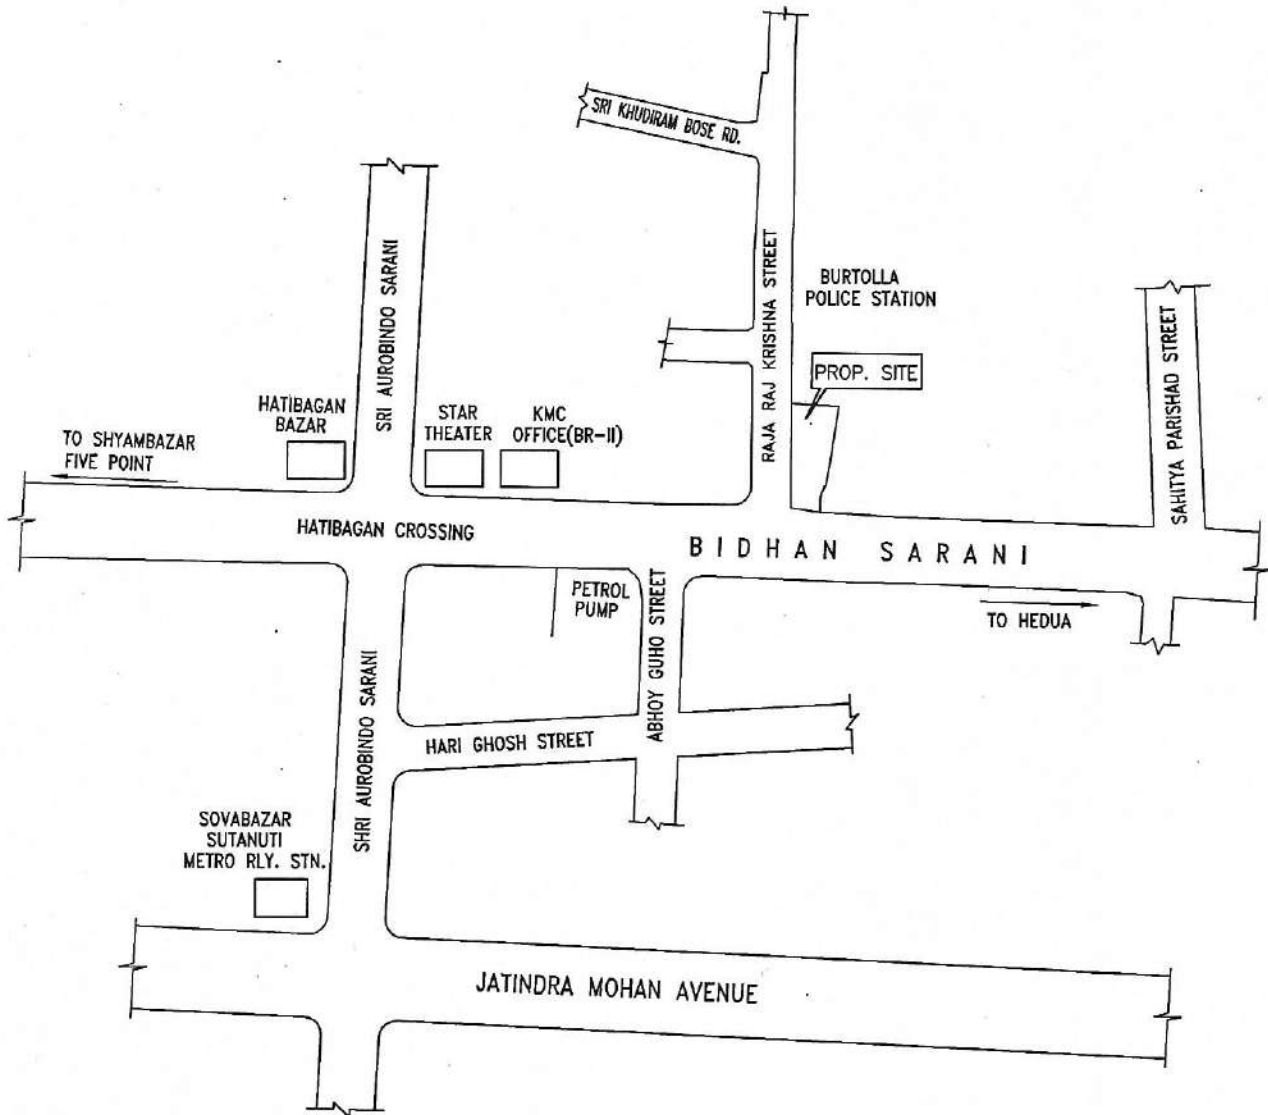 SRI KHUDIRAM BOSE RD.
SRI AUROBINDO SARANI
RAJA RAJ KRISHNA STREET
BURTOLLA
POLICE STATION
SAHITYA PARISHAD STREET
PROP. SITE
HATIBAGAN
BAZAR
STAR
THEATER
KMC
OFFICE(BR-II)
TO SHYAMBAZAR
FIVE POINT
HATIBAGAN CROSSING
BIDHAN SARANI
PETROL
PUMP
ABHOY GUHO STREET
TO HEDUA
SHRI AUROBINDO SARANI
HARI GHOSH STREET
SOVABAZAR
SUTANUTI
METRO RLY. STN.
JATINDRA MOHAN AVENUE